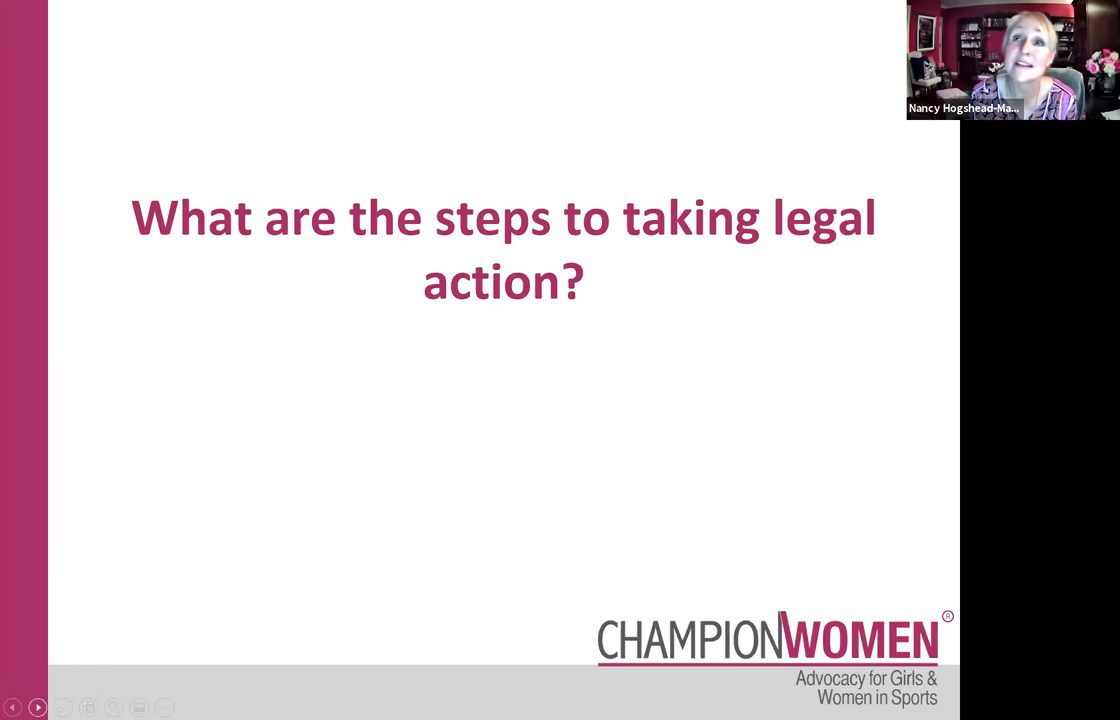 Nancy Hogshead-Ma...
What are the steps to taking legal
action?
CHAMPIONWOMEN®
Advocacy for Girls &
Women in Sports